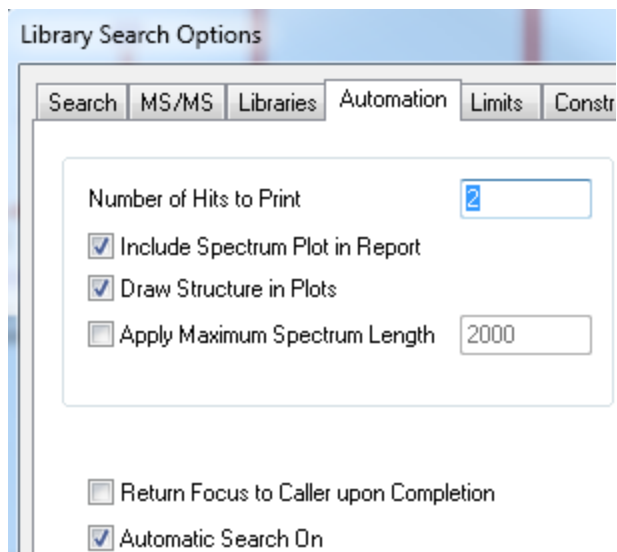 Library Search Options
Search MS/MS Libraries Automation Limits Constr
Number of Hits to Print 2
Include Spectrum Plot in Report
Draw Structure in Plots
Apply Maximum Spectrum Length 2000
Return Focus to Caller upon Completion
Automatic Search On